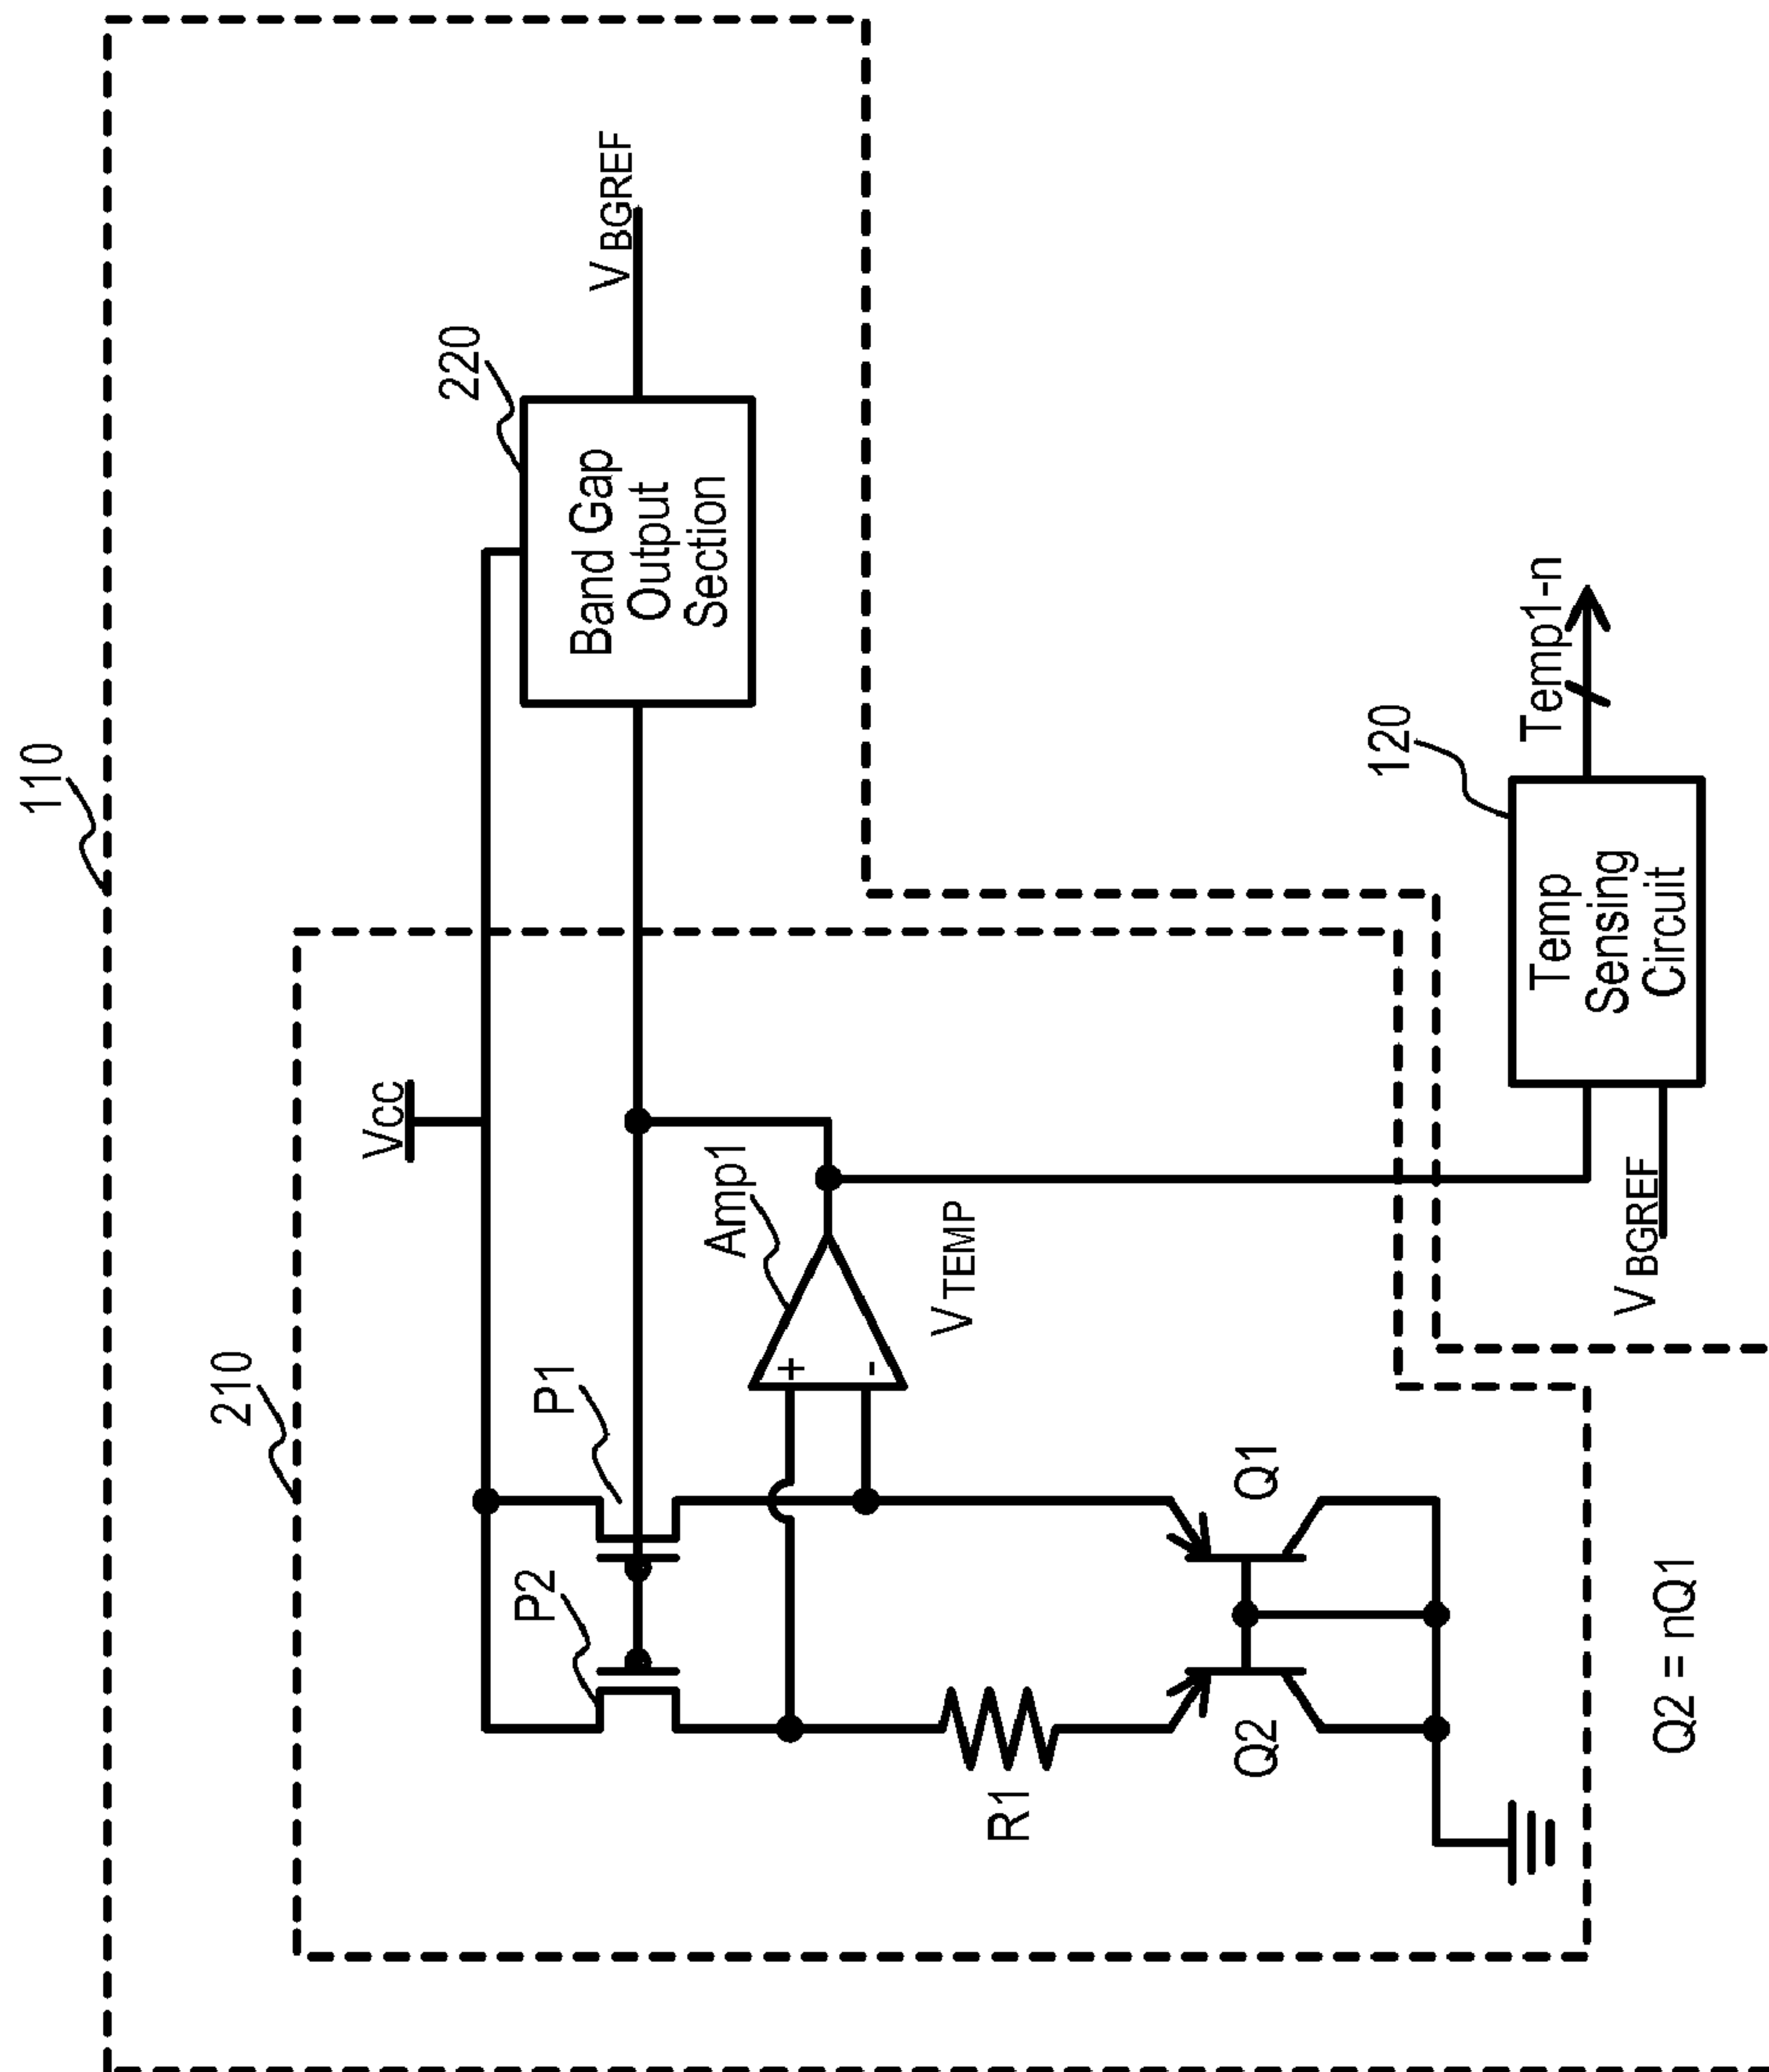 110
210
Vcc
220
P2
P1
Amp1
Band Gap
Output
Section
VBGREF
+
-
VTEMP
R1
Q2
Q1
120
Temp
Sensing
Circuit
Temp1-n
VBGREF
Q2 = nQ1